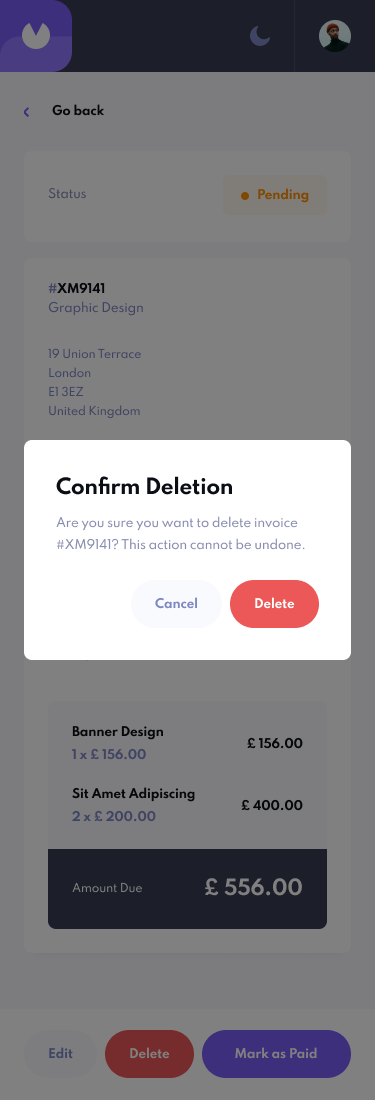 Go back
Status
Pending
#XM9141
Graphic Design
19 Union Terrace
London
E1 3EZ
United Kingdom
Confirm Deletion
Are you sure you want to delete invoice
#XM9141? This action cannot be undone.
Cancel
Delete
Banner Design
£ 156.00
1 x £ 156.00
Sit Amet Adipiscing
£ 400.00
2 x £ 200.00
Amount Due
£ 556.00
Edit
Delete
Mark as Paid